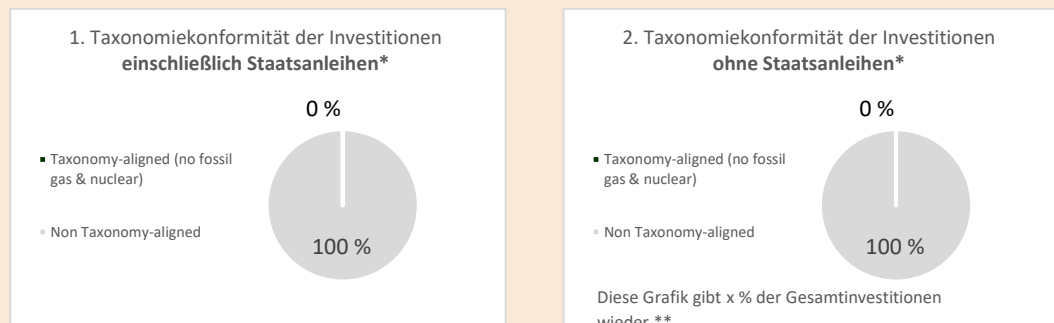 1. Taxonomiekonformität der Investitionen
einschließlich Staatsanleihen*
0 %
Taxonomy-aligned (no fossil
gas & nuclear)
Non Taxonomy-aligned
100 %
2. Taxonomiekonformität der Investitionen
ohne Staatsanleihen*
0 %
Taxonomy-aligned (no fossil
gas & nuclear)
Non Taxonomy-aligned
100 %
Diese Grafik gibt x % der Gesamtinvestitionen
wieder.**